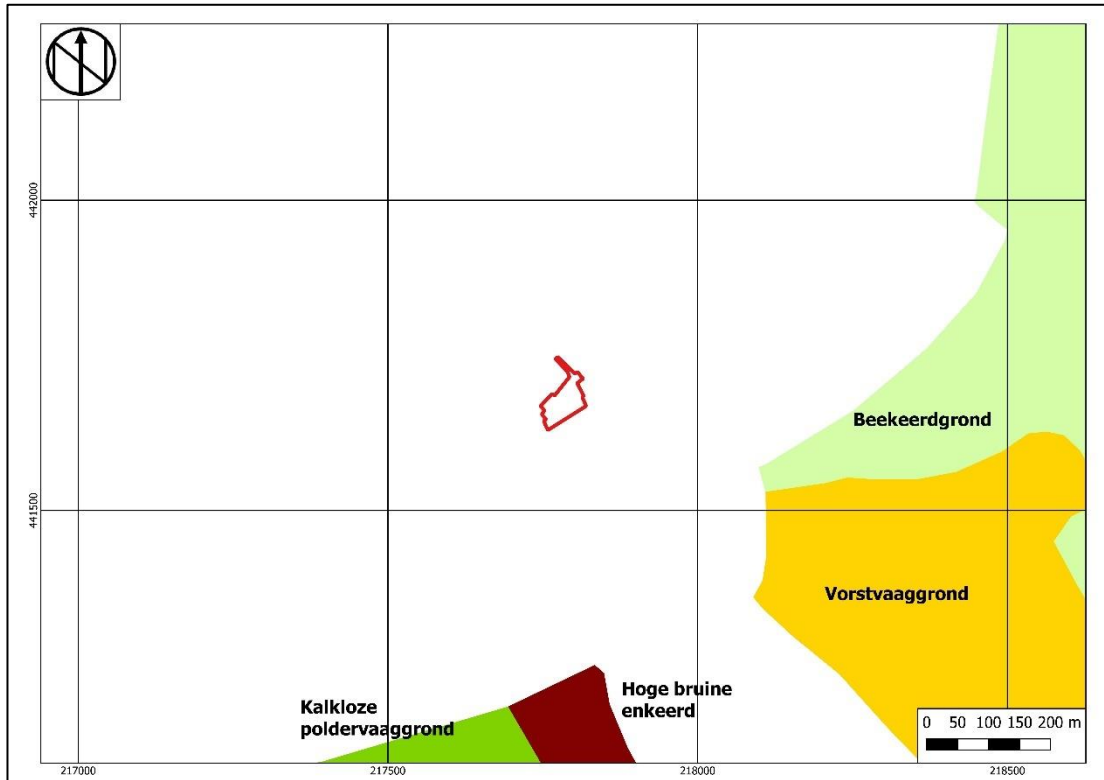 442000
Beekeerdgrond
441500
Vorstvaaggrond
Kalkloze
poldervaaggrond
Hoge bruine
enkeerd
0 50 100 150 200 m
217000 217500 218000 218500